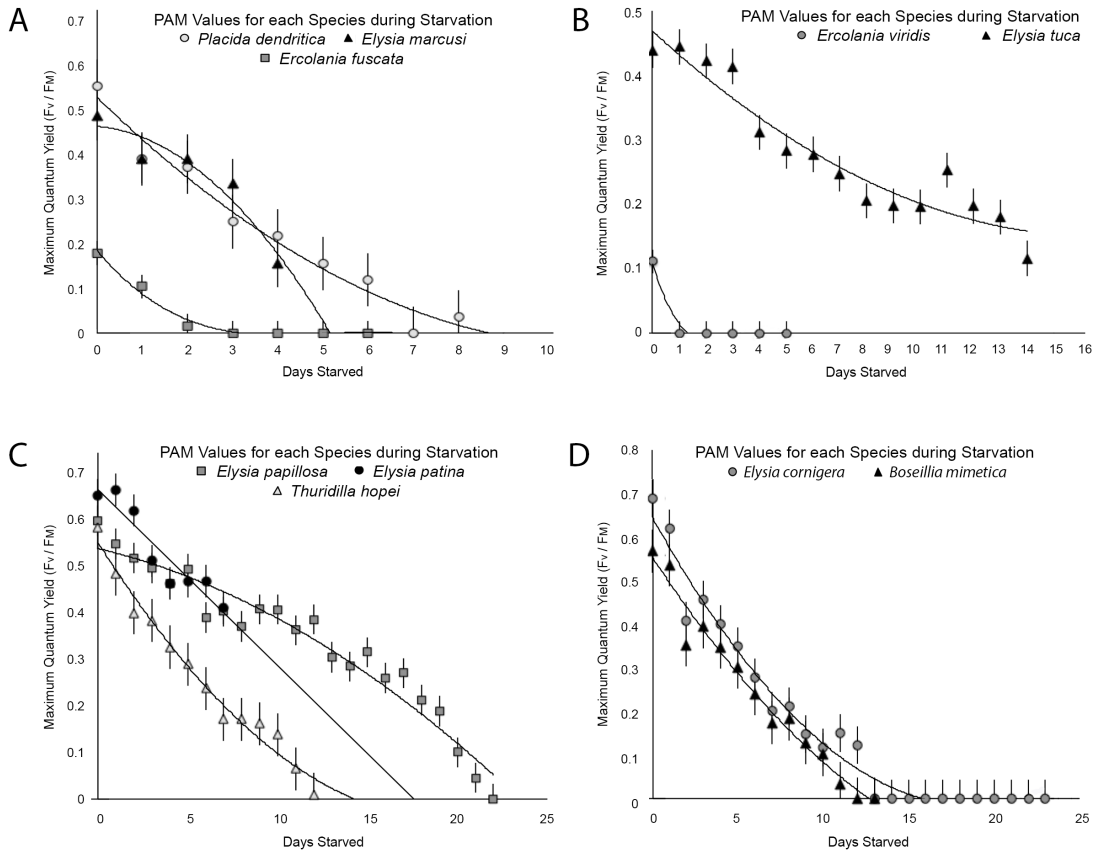 A
PAM Values for each Species during Starvation
Placida dendritica Elysia marcusi
Ercolania fuscata
Maximum Quantum Yield (FV / FM)
0.7
0.6
0.5
0.4
0.3
0.2
0.1
0
0 1 2 3 4 5 6 7 8 9 10
Days Starved
B
PAM Values for each Species during Starvation
Ercolania viridis Elysia tuca
Maximum Quantum Yield (FV / FM)
0.5
0.4
0.3
0.2
0.1
0
0 1 2 3 4 5 6 7 8 9 10 11 12 13 14 15 16
Days Starved
C
PAM Values for each Species during Starvation
Elysia papillosa Elysia patina
Thuridilla hopei
Maximum Quantum Yield (FV / FM)
0.7
0.6
0.5
0.4
0.3
0.2
0.1
0
0 5 10 15 20 25
Days Starved
D
PAM Values for each Species during Starvation
Elysia cornigera Boseillia mimetica
Maximum Quantum Yield (FV / FM)
0.8
0.7
0.6
0.5
0.4
0.3
0.2
0.1
0
0 5 10 15 20 25
Days Starved